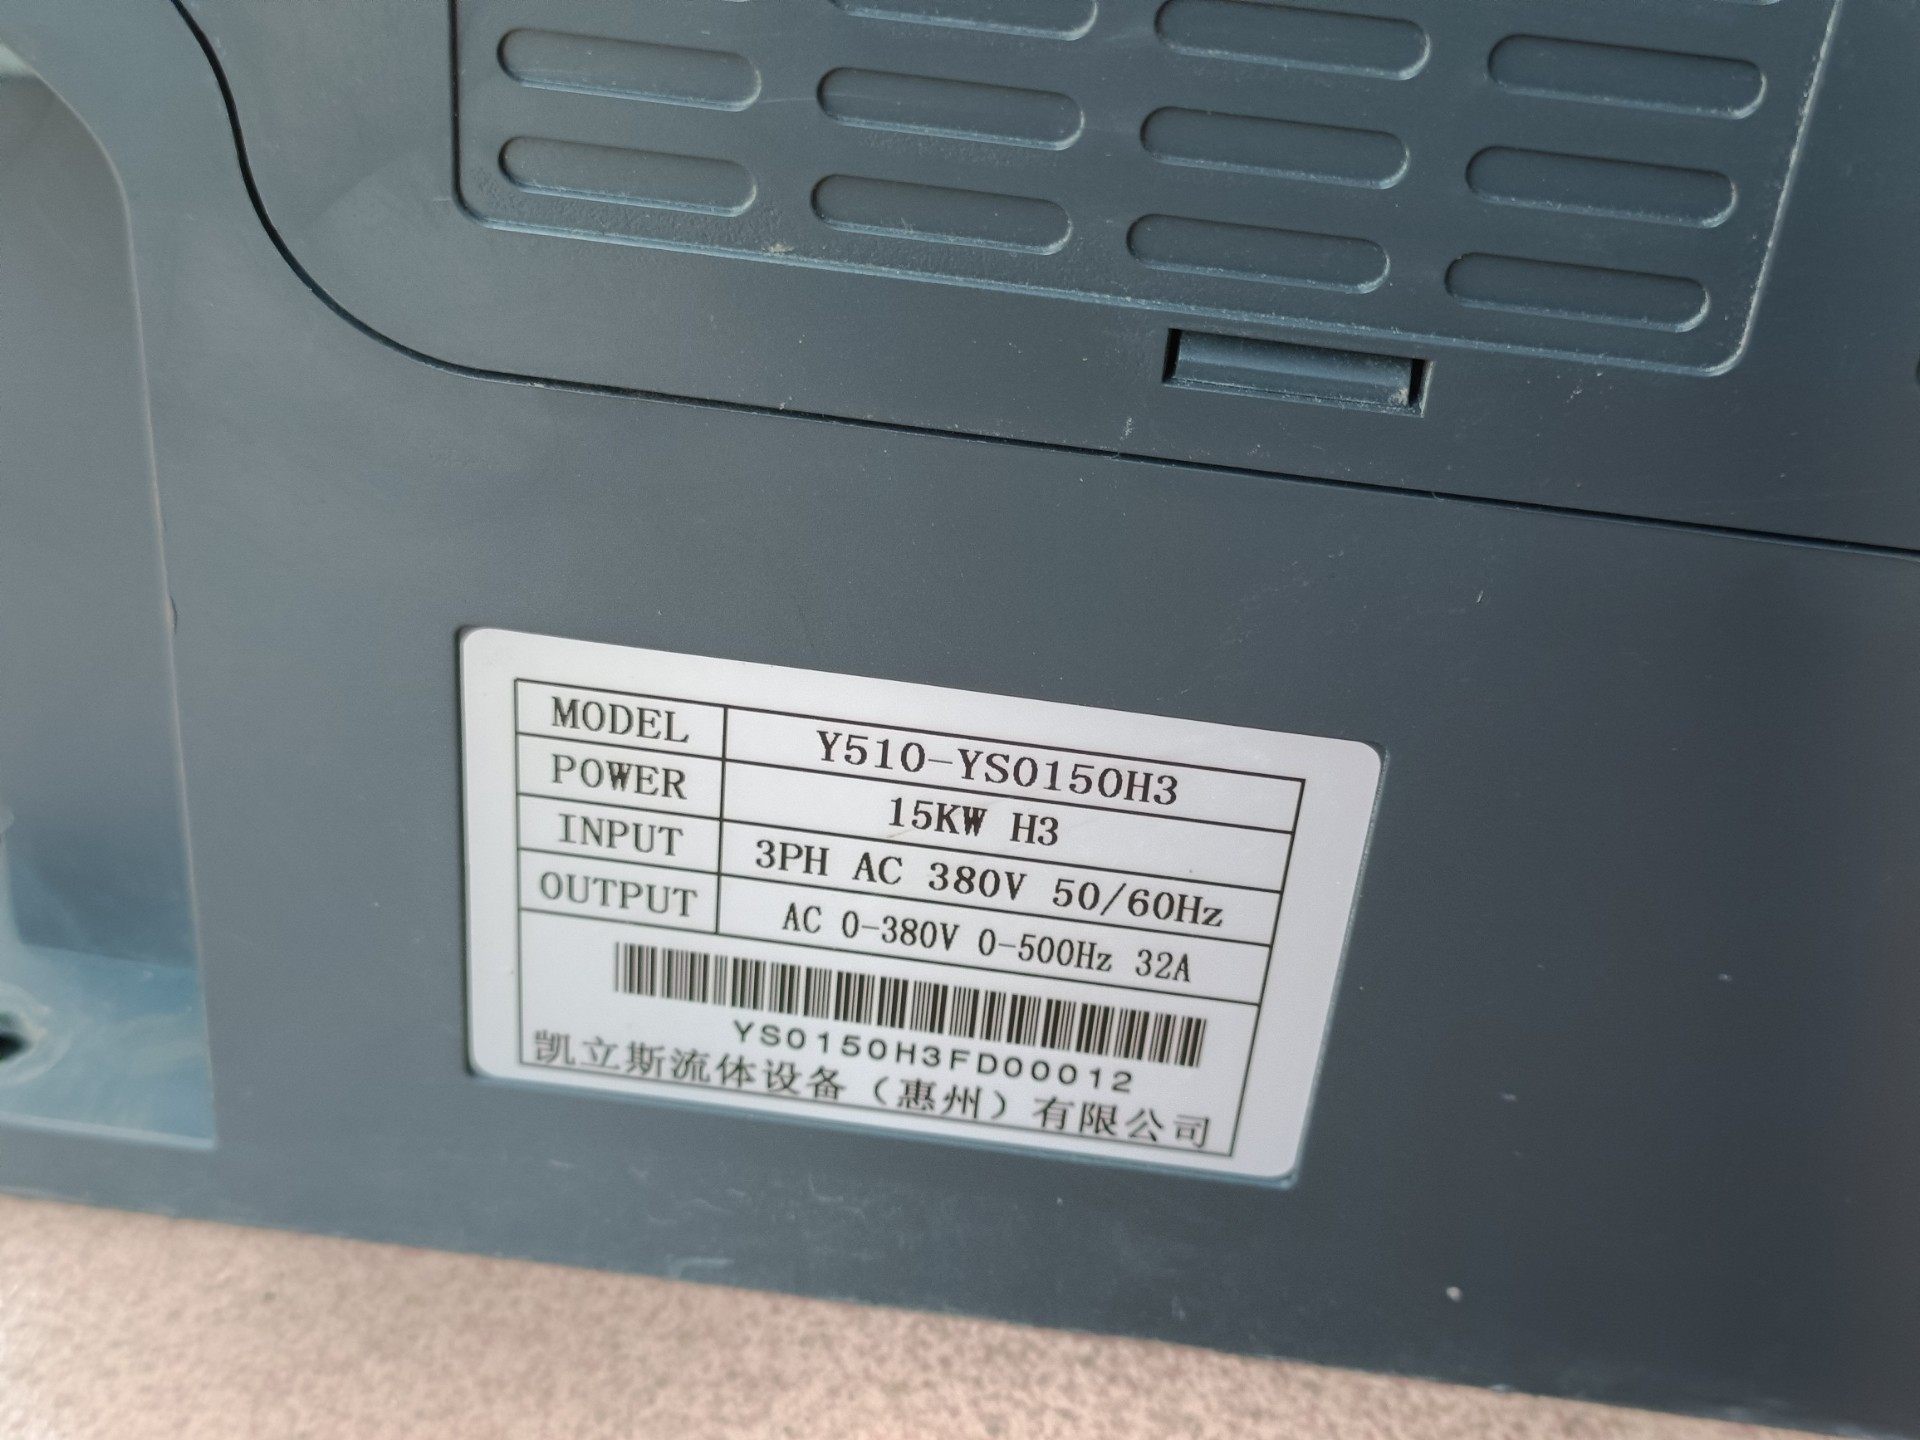 MODEL Y510-YS0150H3
POWER 15KW H3
INPUT 3PH AC 380V 50/60Hz
OUTPUT AC 0-380V 0-500Hz 32A
YS0150H3FD00012
凯立斯流体设备（惠州）有限公司